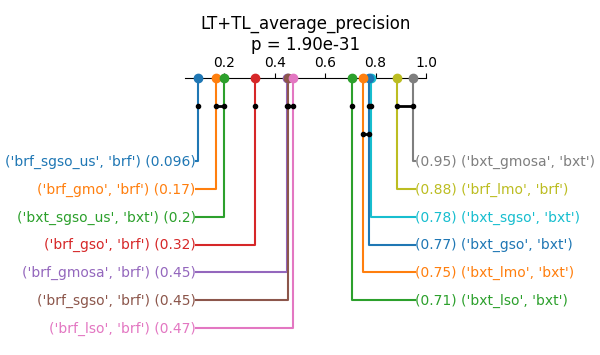 LT+TL_average_precision
p = 1.90e-31
0.2 0.4 0.6 0.8 1.0
('brf_sgso_us', 'brf') (0.096)
(0.95) ('bxt_gmosa', 'bxt')
('brf_gmo', 'brf') (0.17)
(0.88) ('brf_lmo', 'brf')
('bxt_sgso_us', 'bxt') (0.2)
(0.78) ('bxt_sgso', 'bxt')
('brf_gso', 'brf') (0.32)
(0.77) ('bxt_gso', 'bxt')
('brf_gmosa', 'brf') (0.45)
(0.75) ('bxt_lmo', 'bxt')
('brf_sgso', 'brf') (0.45)
(0.71) ('bxt_lso', 'bxt')
('brf_lso', 'brf') (0.47)